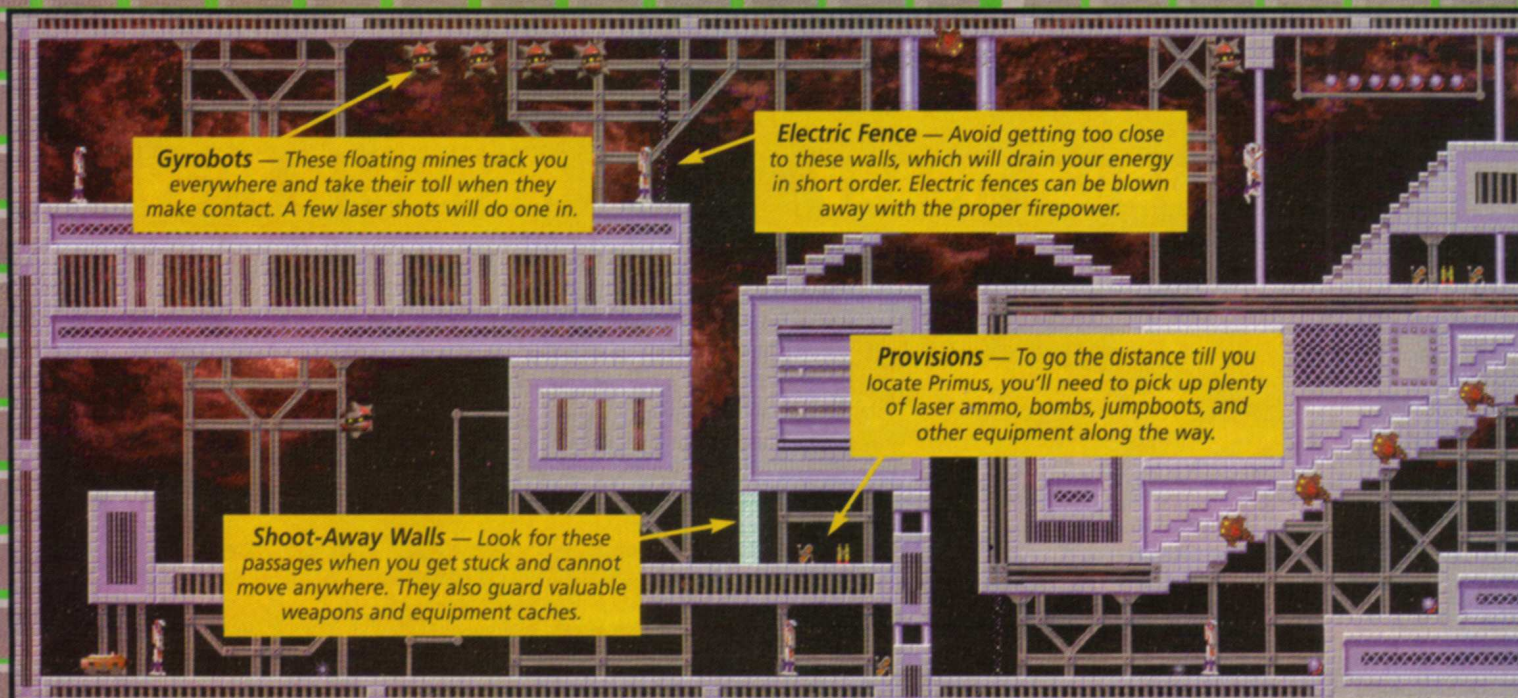 Gyrobots — These floating mines track you
everywhere and take their toll when they
make contact. A few laser shots will do one in.
Electric Fence — Avoid getting too close
to these walls, which will drain your energy
in short order. Electric fences can be blown
away with the proper firepower.
Provisions — To go the distance till you
locate Primus, you'll need to pick up plenty
of laser ammo, bombs, jumpboots, and
other equipment along the way.
Shoot-Away Walls — Look for these
passages when you get stuck and cannot
move anywhere. They also guard valuable
weapons and equipment caches.